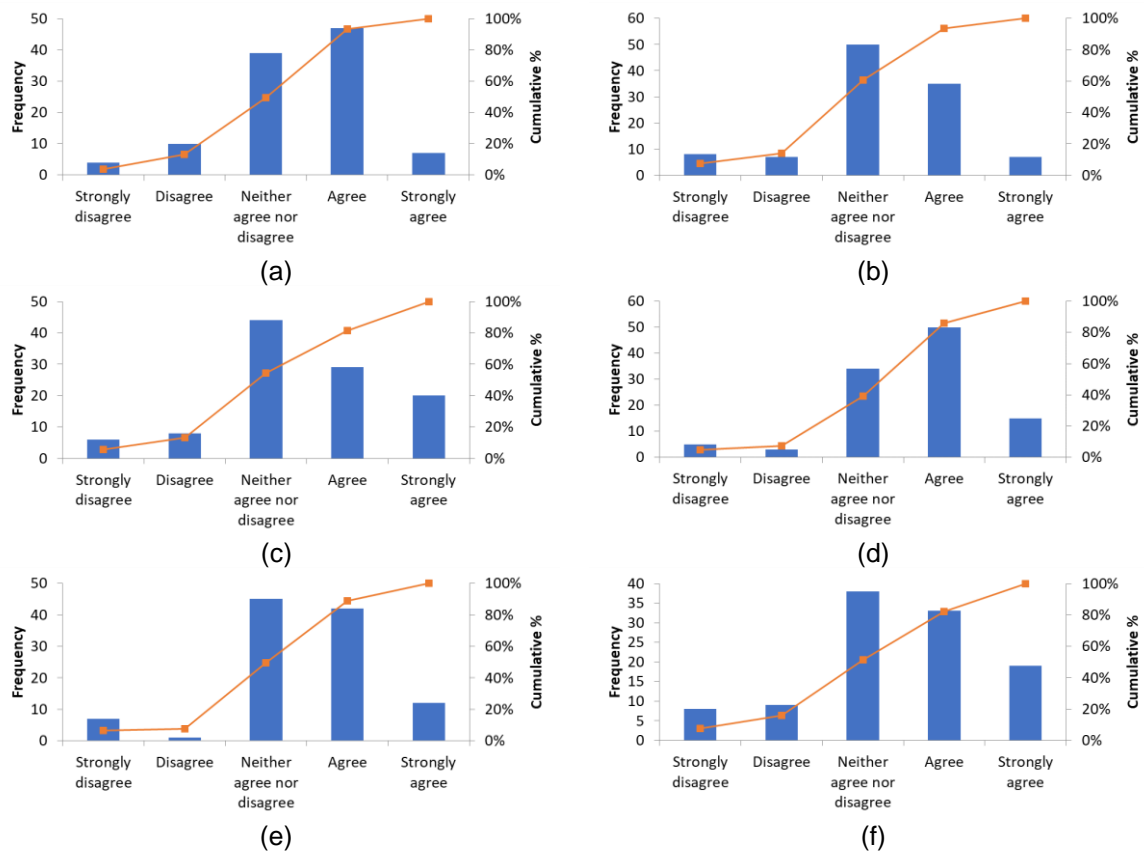 50
40
30
20
10
0
Frequency
100%
80%
60%
40%
20%
0%
Cumulative %
Strongly disagree
Disagree
Neither agree nor disagree
Agree
Strongly agree
(a)
60
50
40
30
20
10
0
Frequency
100%
80%
60%
40%
20%
0%
Cumulative %
Strongly disagree
Disagree
Neither agree nor disagree
Agree
Strongly agree
(b)
50
40
30
20
10
0
Frequency
100%
80%
60%
40%
20%
0%
Cumulative %
Strongly disagree
Disagree
Neither agree nor disagree
Agree
Strongly agree
(c)
60
50
40
30
20
10
0
Frequency
100%
80%
60%
40%
20%
0%
Cumulative %
Strongly disagree
Disagree
Neither agree nor disagree
Agree
Strongly agree
(d)
50
40
30
20
10
0
Frequency
100%
80%
60%
40%
20%
0%
Cumulative %
Strongly disagree
Disagree
Neither agree nor disagree
Agree
Strongly agree
(e)
40
35
30
25
20
15
10
5
0
Frequency
100%
80%
60%
40%
20%
0%
Cumulative %
Strongly disagree
Disagree
Neither agree nor disagree
Agree
Strongly agree
(f)